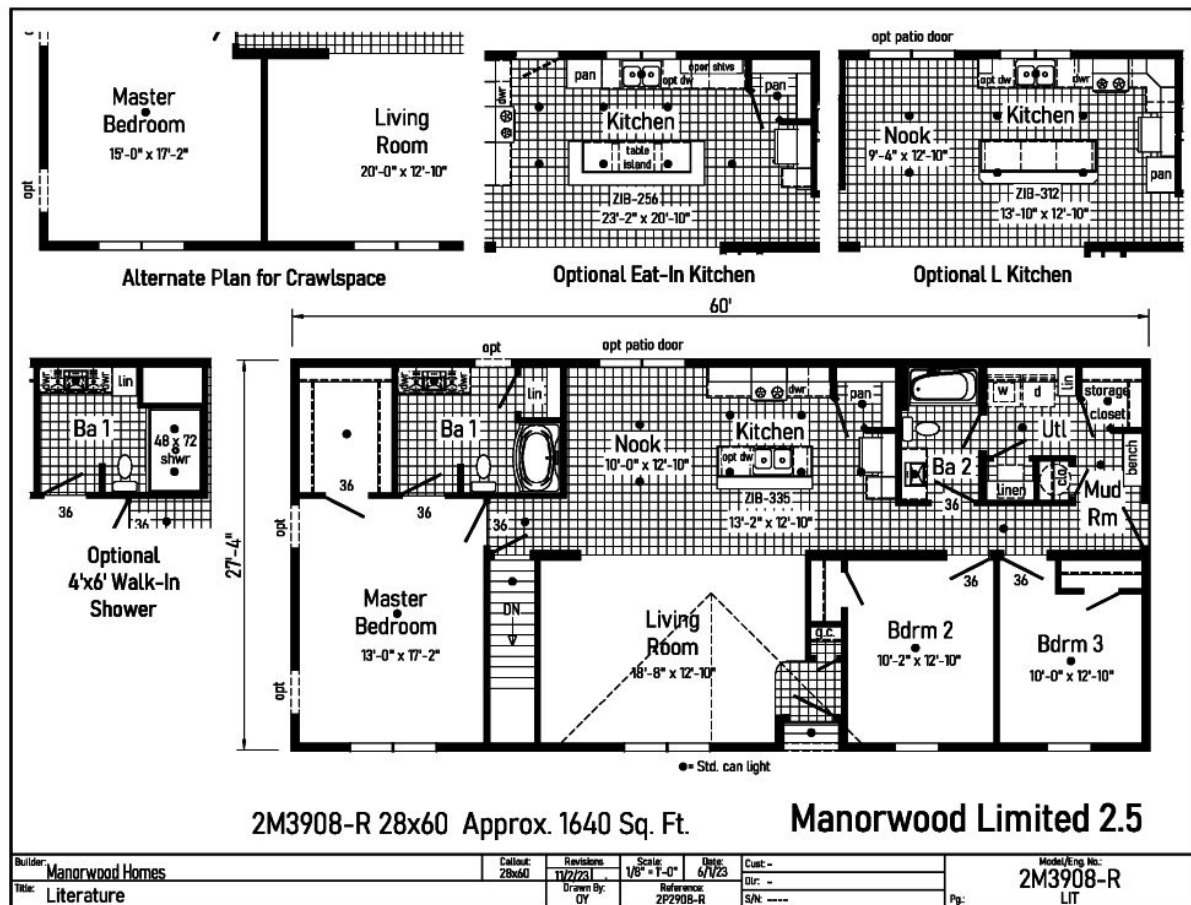 Master
Bedroom
15'-0" x 17'-2"
opt
Living
Room
20'-0" x 12'-10"
Alternate Plan for Crawlspace
pan
opt dw
open shlvs
dwr
pan
Kitchen
table
island
ZIB-256
23'-2" x 20'-10"
Optional Eat-In Kitchen
opt patio door
opt dw
dwr
Kitchen
Nook
9'-4" x 12'-10"
pan
ZIB-312
13'-10" x 12'-10"
Optional L Kitchen
60'
27'-4"
dwr
dwr
lin
Ba 1
48 x 72
shwr
36
36
Optional
4'x6' Walk-In
Shower
opt
opt patio door
dwr
dwr
lin
Ba 1
36
36
36
opt
opt
Master
Bedroom
13'-0" x 17'-2"
DN
Nook
10'-0" x 12'-10"
dwr
pan
Kitchen
opt dw
ZIB-335
13'-2" x 12'-10"
Living
Room
18'-8" x 12'-10"
g.c.
Ba 2
36
w
d
lin
storage
closet
Utl
linen
clo
bench
Mud
Rm
36
36
Bdrm 2
10'-2" x 12'-10"
Bdrm 3
10'-0" x 12'-10"
●= Std. can light
2M3908-R 28x60 Approx. 1640 Sq. Ft.
Manorwood Limited 2.5
Builder: Manorwood Homes
Callout: 28x60
Revisions 11/2/23
Scale: 1/8" = 1'-0"
Date: 6/1/23
Cust: -
Dlr: -
S/N: ----
Model/Eng. No.: 2M3908-R
Title: Literature
Drawn By: OY
Reference: 2P2908-R
Pg.: LIT